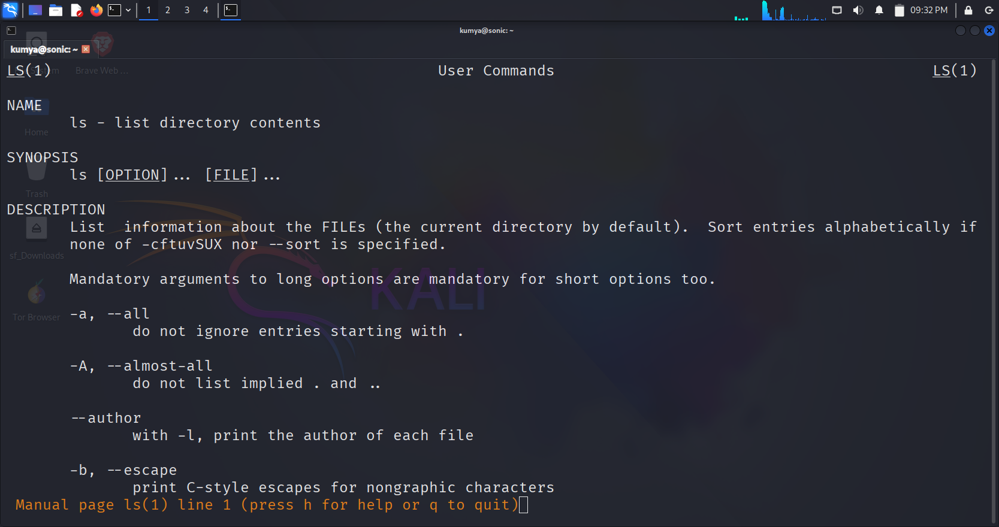 1 2 3 4
09:32 PM
kumya@sonic: ~
kumya@sonic: ~
LS(1) User Commands LS(1)
NAME
ls - list directory contents
SYNOPSIS
ls [OPTION]... [FILE]...
DESCRIPTION
List  information about the FILEs (the current directory by default).  Sort entries alphabetically if
none of -cftuvSUX nor --sort is specified.
Mandatory arguments to long options are mandatory for short options too.
-a, --all
do not ignore entries starting with .
-A, --almost-all
do not list implied . and ..
--author
with -l, print the author of each file
-b, --escape
print C-style escapes for nongraphic characters
Manual page ls(1) line 1 (press h for help or q to quit)
System
Brave Web ...
Home
Trash
sf_Downloads
Tor Browser
KALI